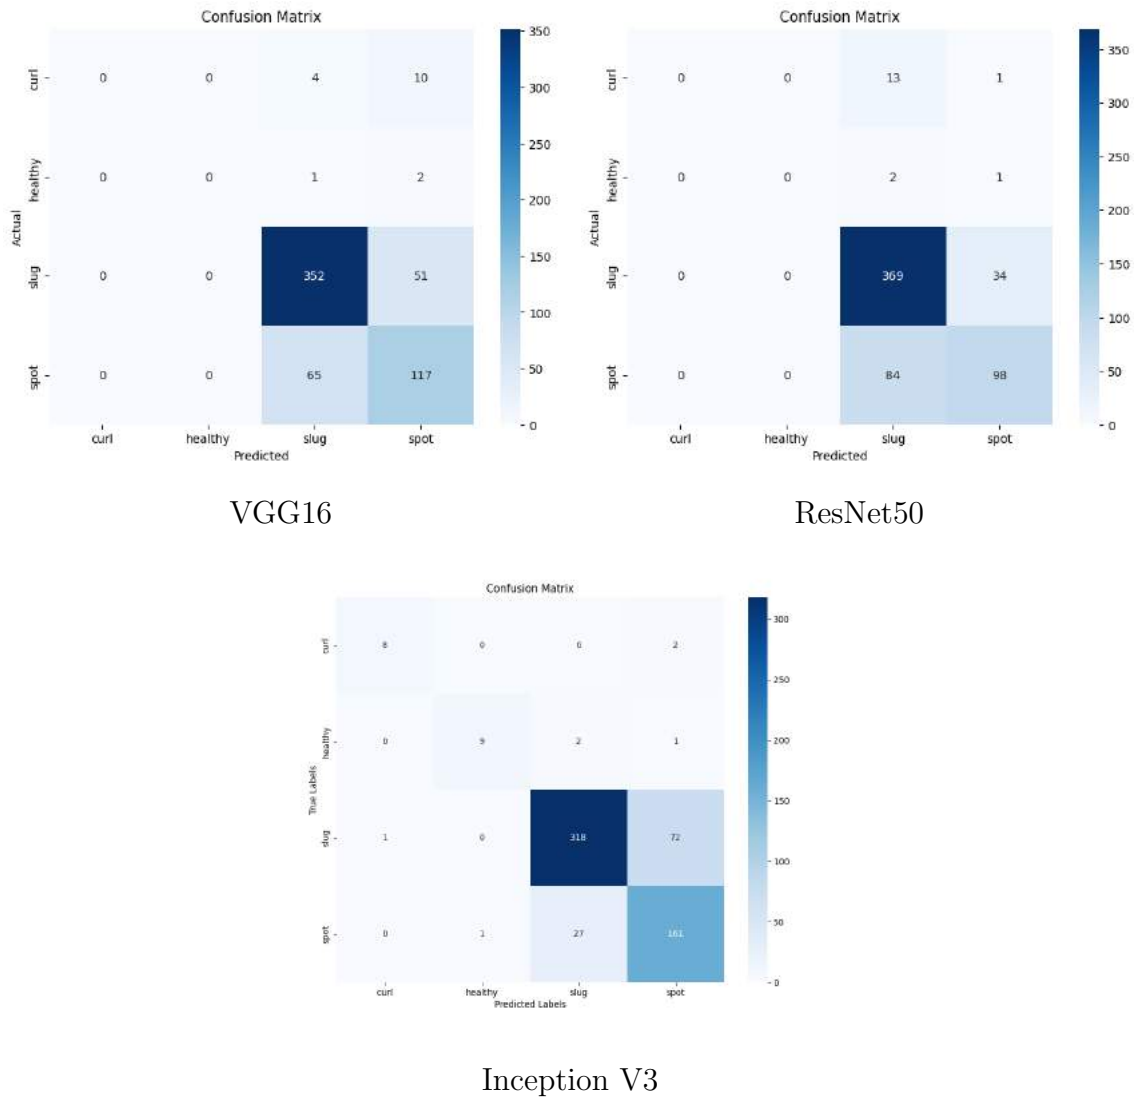 Confusion Matrix
350
300
250
200
150
100
50
0
curl
healthy
slug
spot
Actual
0 0 4 10
0 0 1 2
0 0 352 51
0 0 65 117
curl healthy slug spot
Predicted
VGG16
Confusion Matrix
350
300
250
200
150
100
50
0
curl
healthy
slug
spot
Actual
0 0 13 1
0 0 2 1
0 0 369 34
0 0 84 98
curl healthy slug spot
Predicted
ResNet50
Confusion Matrix
300
250
200
150
100
50
0
curl
healthy
slug
spot
True Labels
8 0 0 2
0 9 2 1
1 0 318 72
0 1 27 161
curl healthy slug spot
Predicted Labels
Inception V3